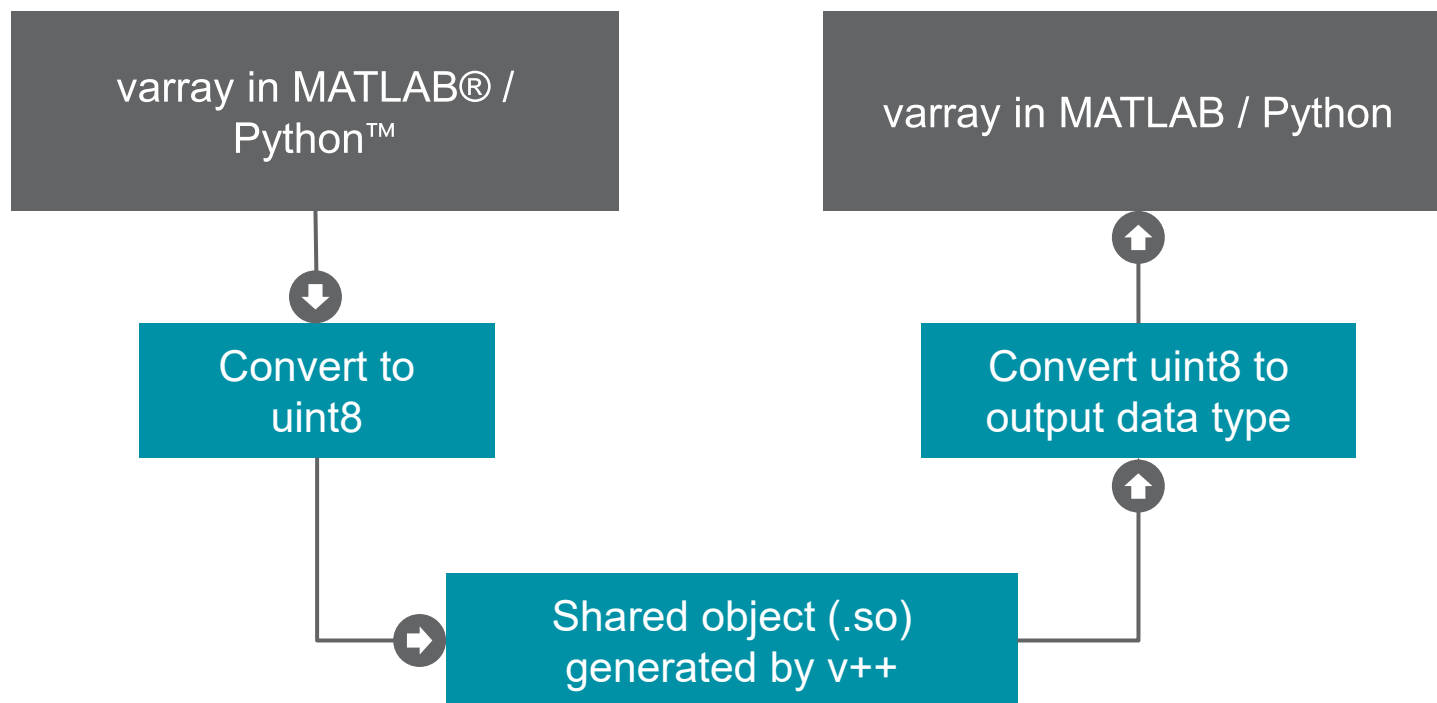 varray in MATLAB® /
Python™
varray in MATLAB / Python
Convert to
uint8
Convert uint8 to
output data type
Shared object (.so)
generated by v++